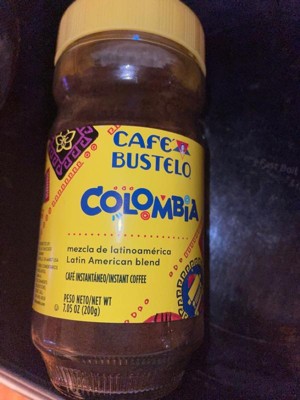 CAFE
BUSTELO
COLOMBIA
mezcla de latinoamérica
Latin American blend
CAFÉ INSTANTÁNEO/INSTANT COFFEE
PESO NETO/NET WT
7.05 OZ (200g)